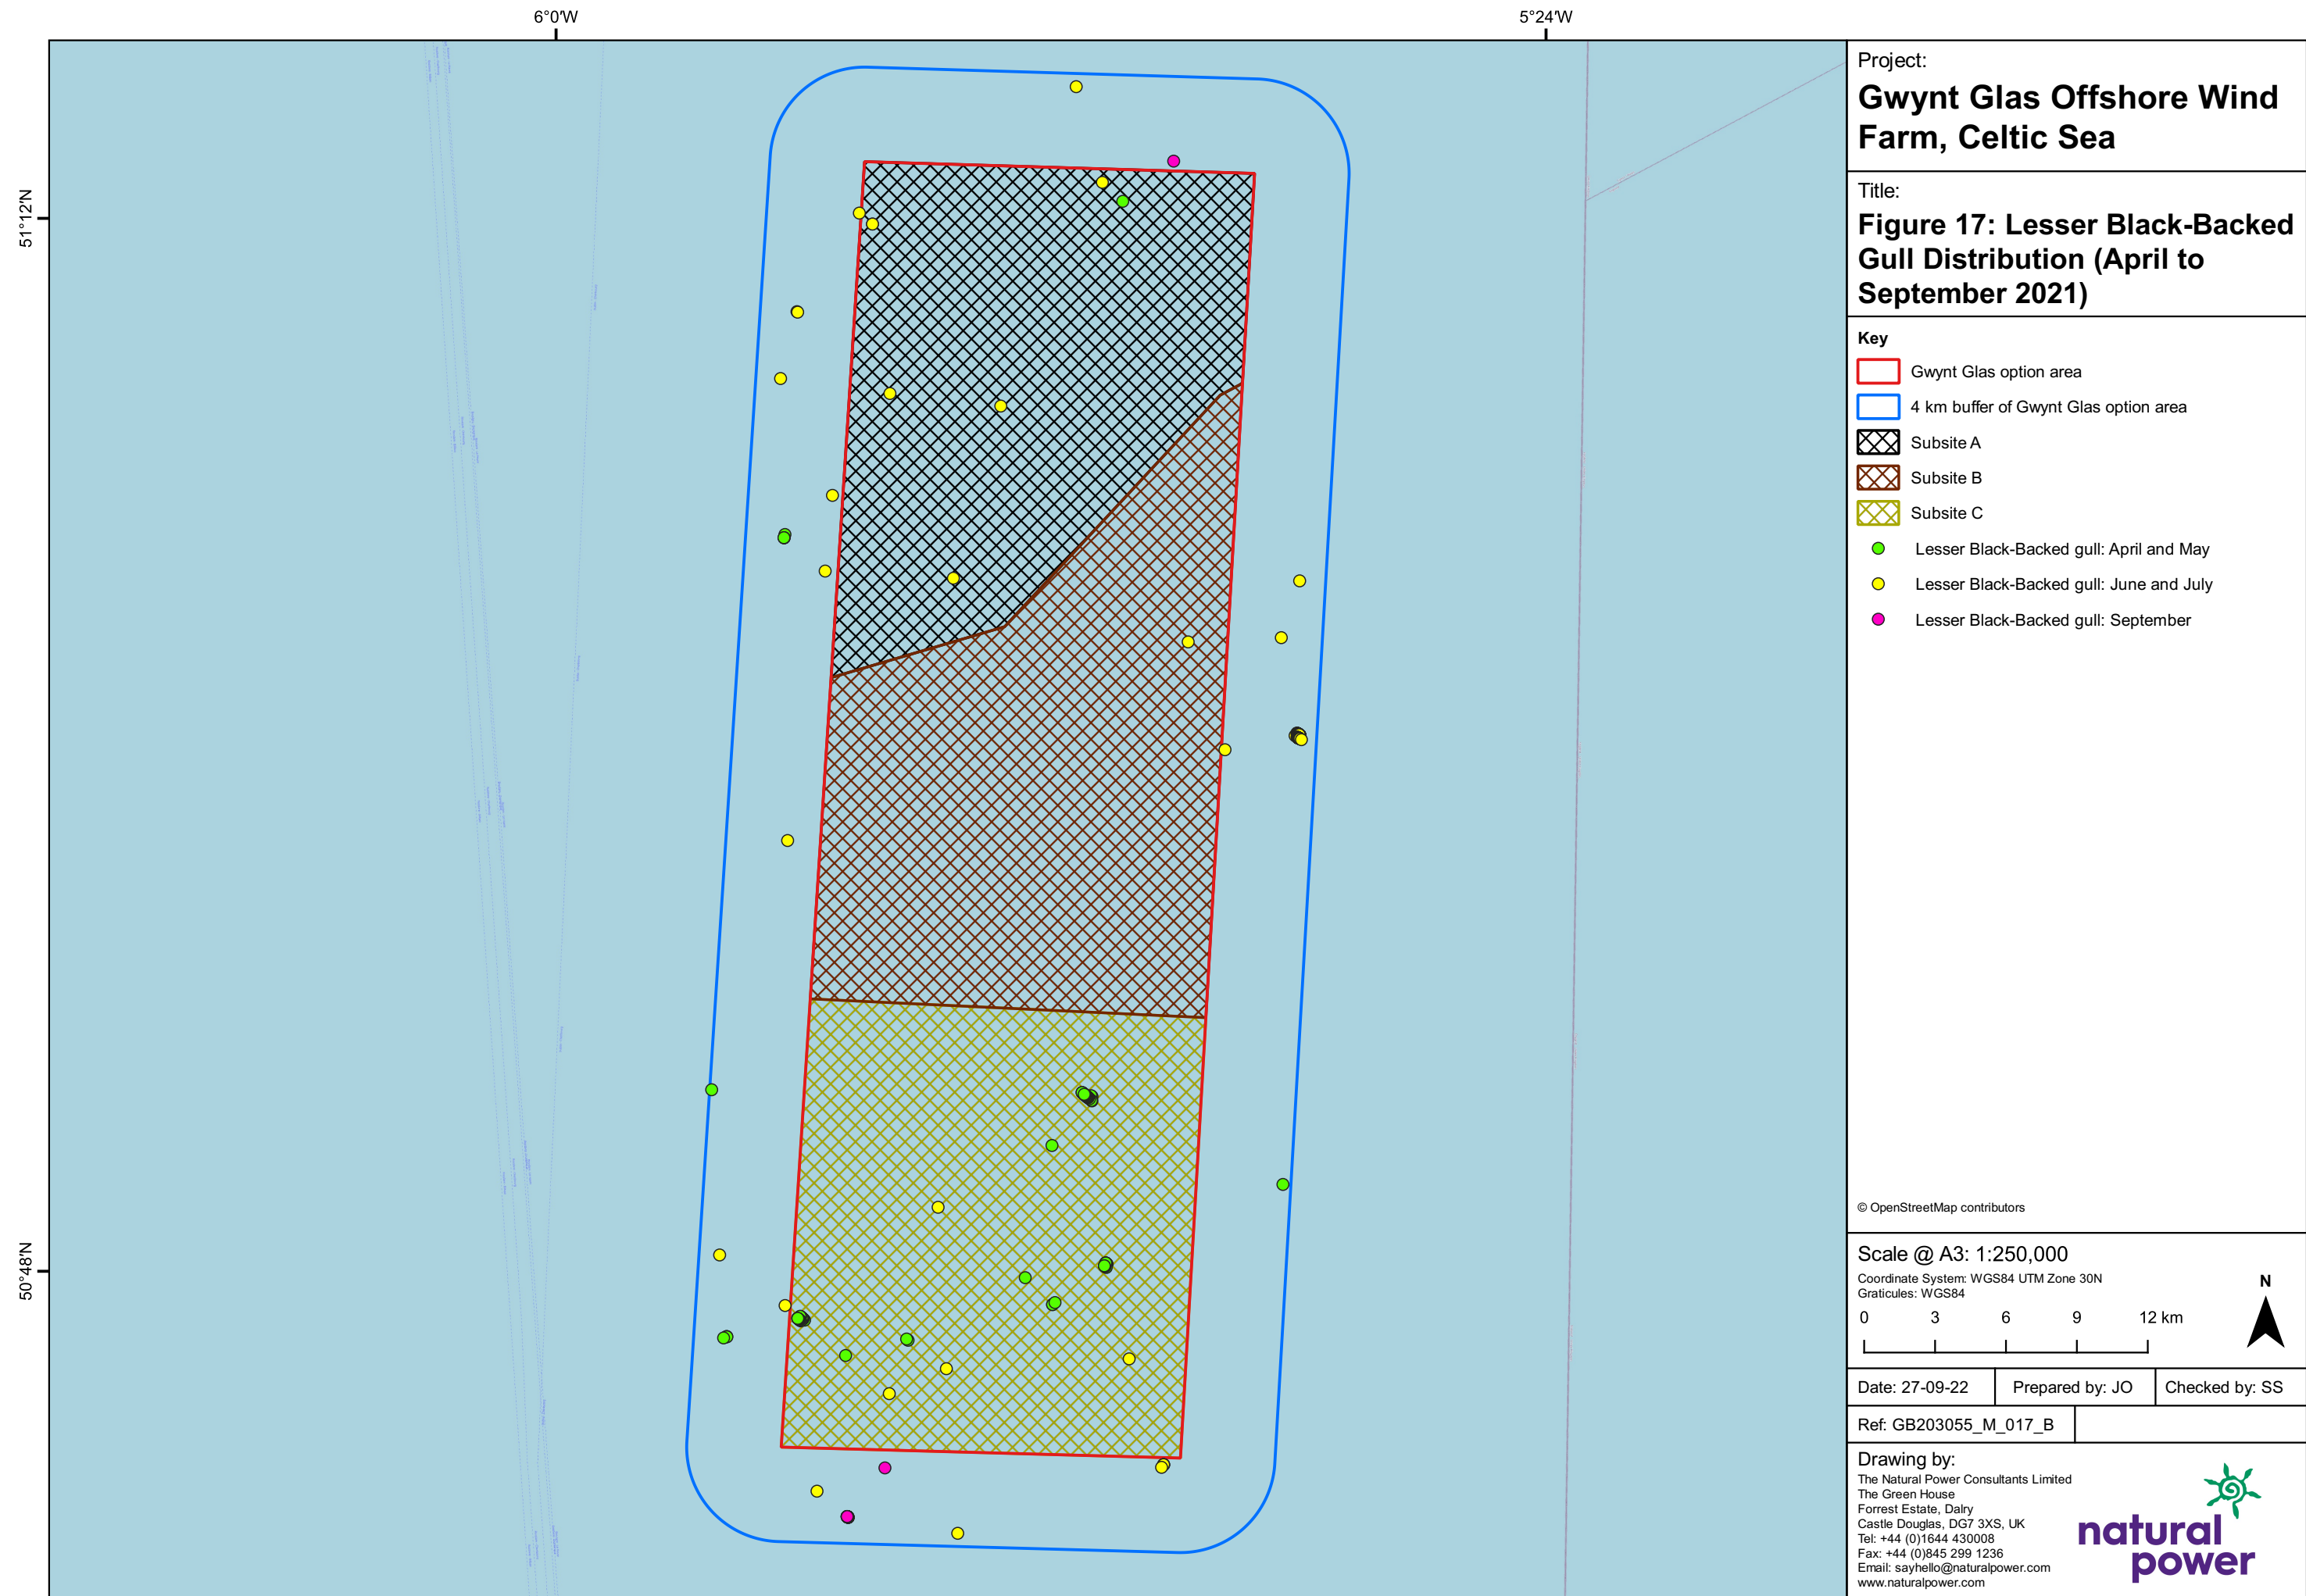 6°0'W
5°24'W
51°12'N
50°48'N
Project:
Gwynt Glas Offshore Wind
Farm, Celtic Sea
Title:
Figure 17: Lesser Black-Backed
Gull Distribution (April to
September 2021)
Key
Gwynt Glas option area
4 km buffer of Gwynt Glas option area
Subsite A
Subsite B
Subsite C
Lesser Black-Backed gull: April and May
Lesser Black-Backed gull: June and July
Lesser Black-Backed gull: September
© OpenStreetMap contributors
Scale @ A3: 1:250,000
Coordinate System: WGS84 UTM Zone 30N
Graticules: WGS84
N
0 3 6 9 12 km
Date: 27-09-22 Prepared by: JO Checked by: SS
Ref: GB203055_M_017_B
Drawing by:
The Natural Power Consultants Limited
The Green House
Forrest Estate, Dalry
Castle Douglas, DG7 3XS, UK
Tel: +44 (0)1644 430008
Fax: +44 (0)845 299 1236
Email: sayhello@naturalpower.com
www.naturalpower.com
natural
power